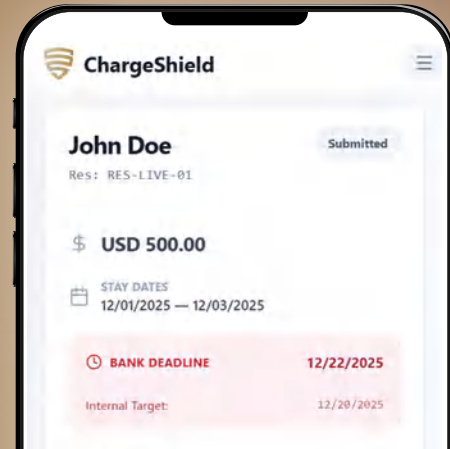 ChargeShield
John Doe
Submitted
Res: RES-LIVE-01
$ USD 500.00
STAY DATES
12/01/2025 — 12/03/2025
BANK DEADLINE 12/22/2025
Internal Target: 12/20/2025